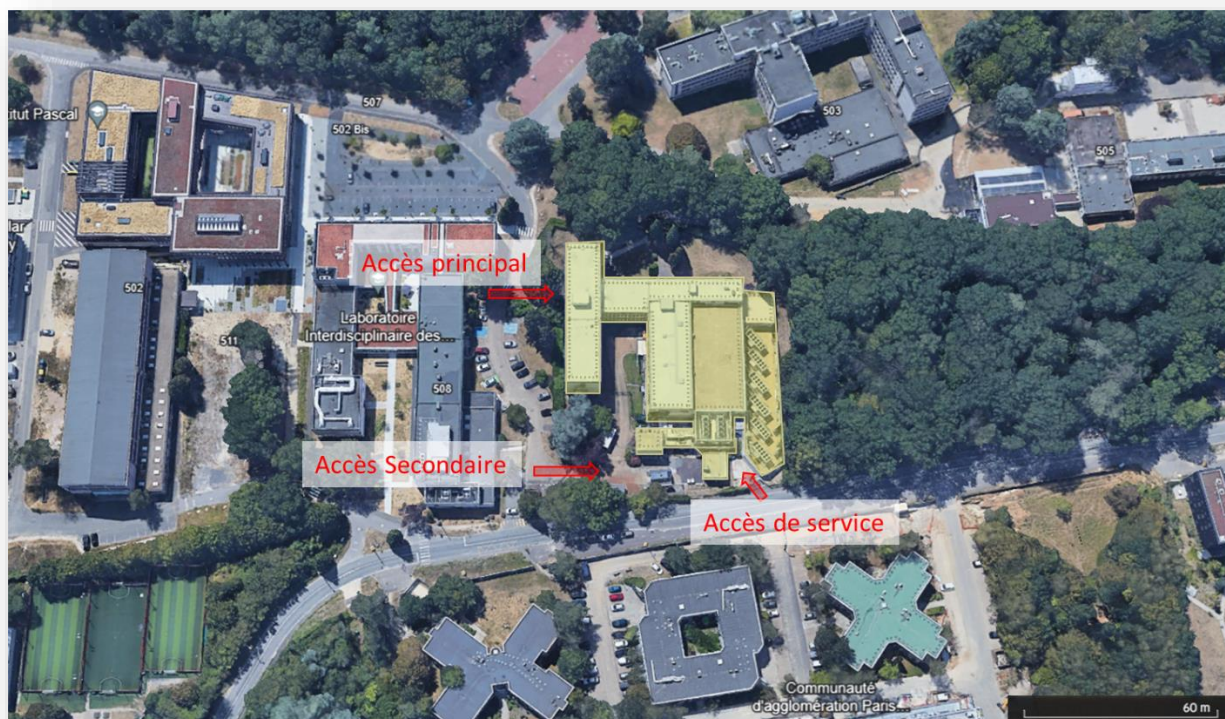 507
502 Bis
503
505
Accès principal
502
Laboratoire
Interdisciplinaire des...
511
508
Accès Secondaire
Accès de service
Communauté
d'agglomération Paris...
60 m
Pascal